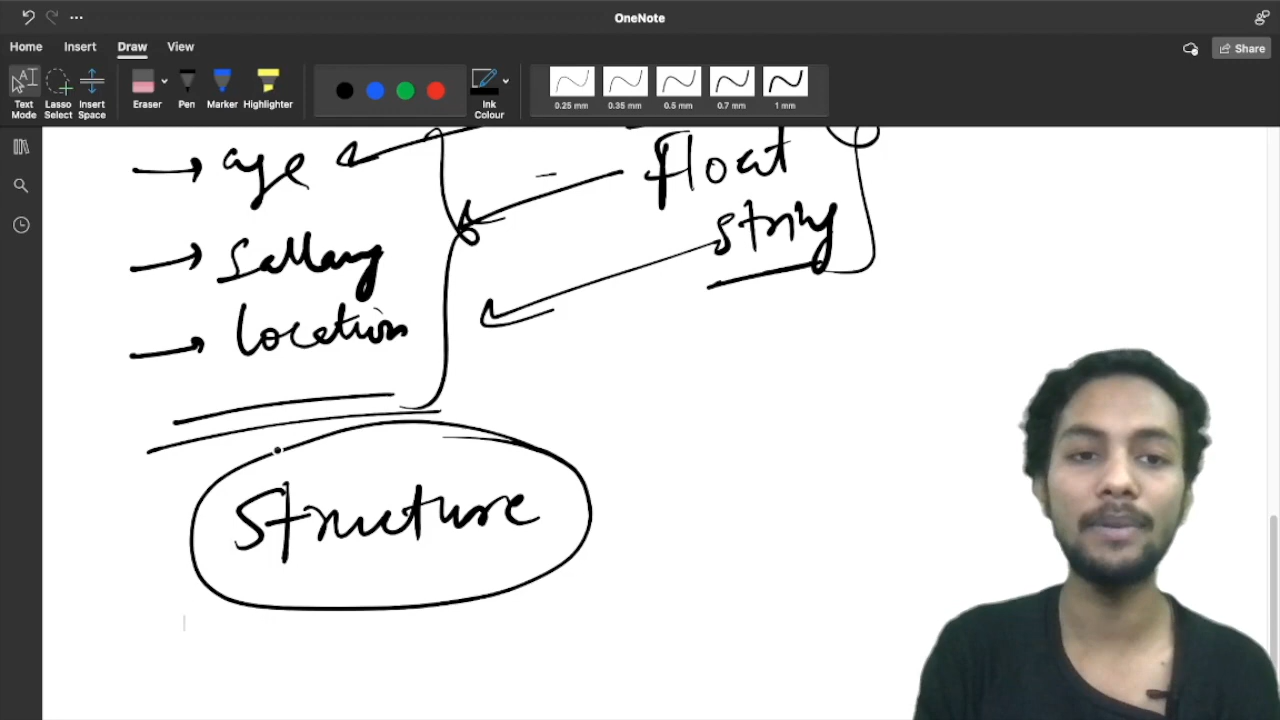 OneNote
Home Insert Draw View
Share
Text Mode
Lasso Select
Insert Space
Eraser
Pen
Marker
Highlighter
Ink Colour
0.25 mm
0.35 mm
0.5 mm
0.7 mm
1 mm
age
float
string
Sallary
location
Structure